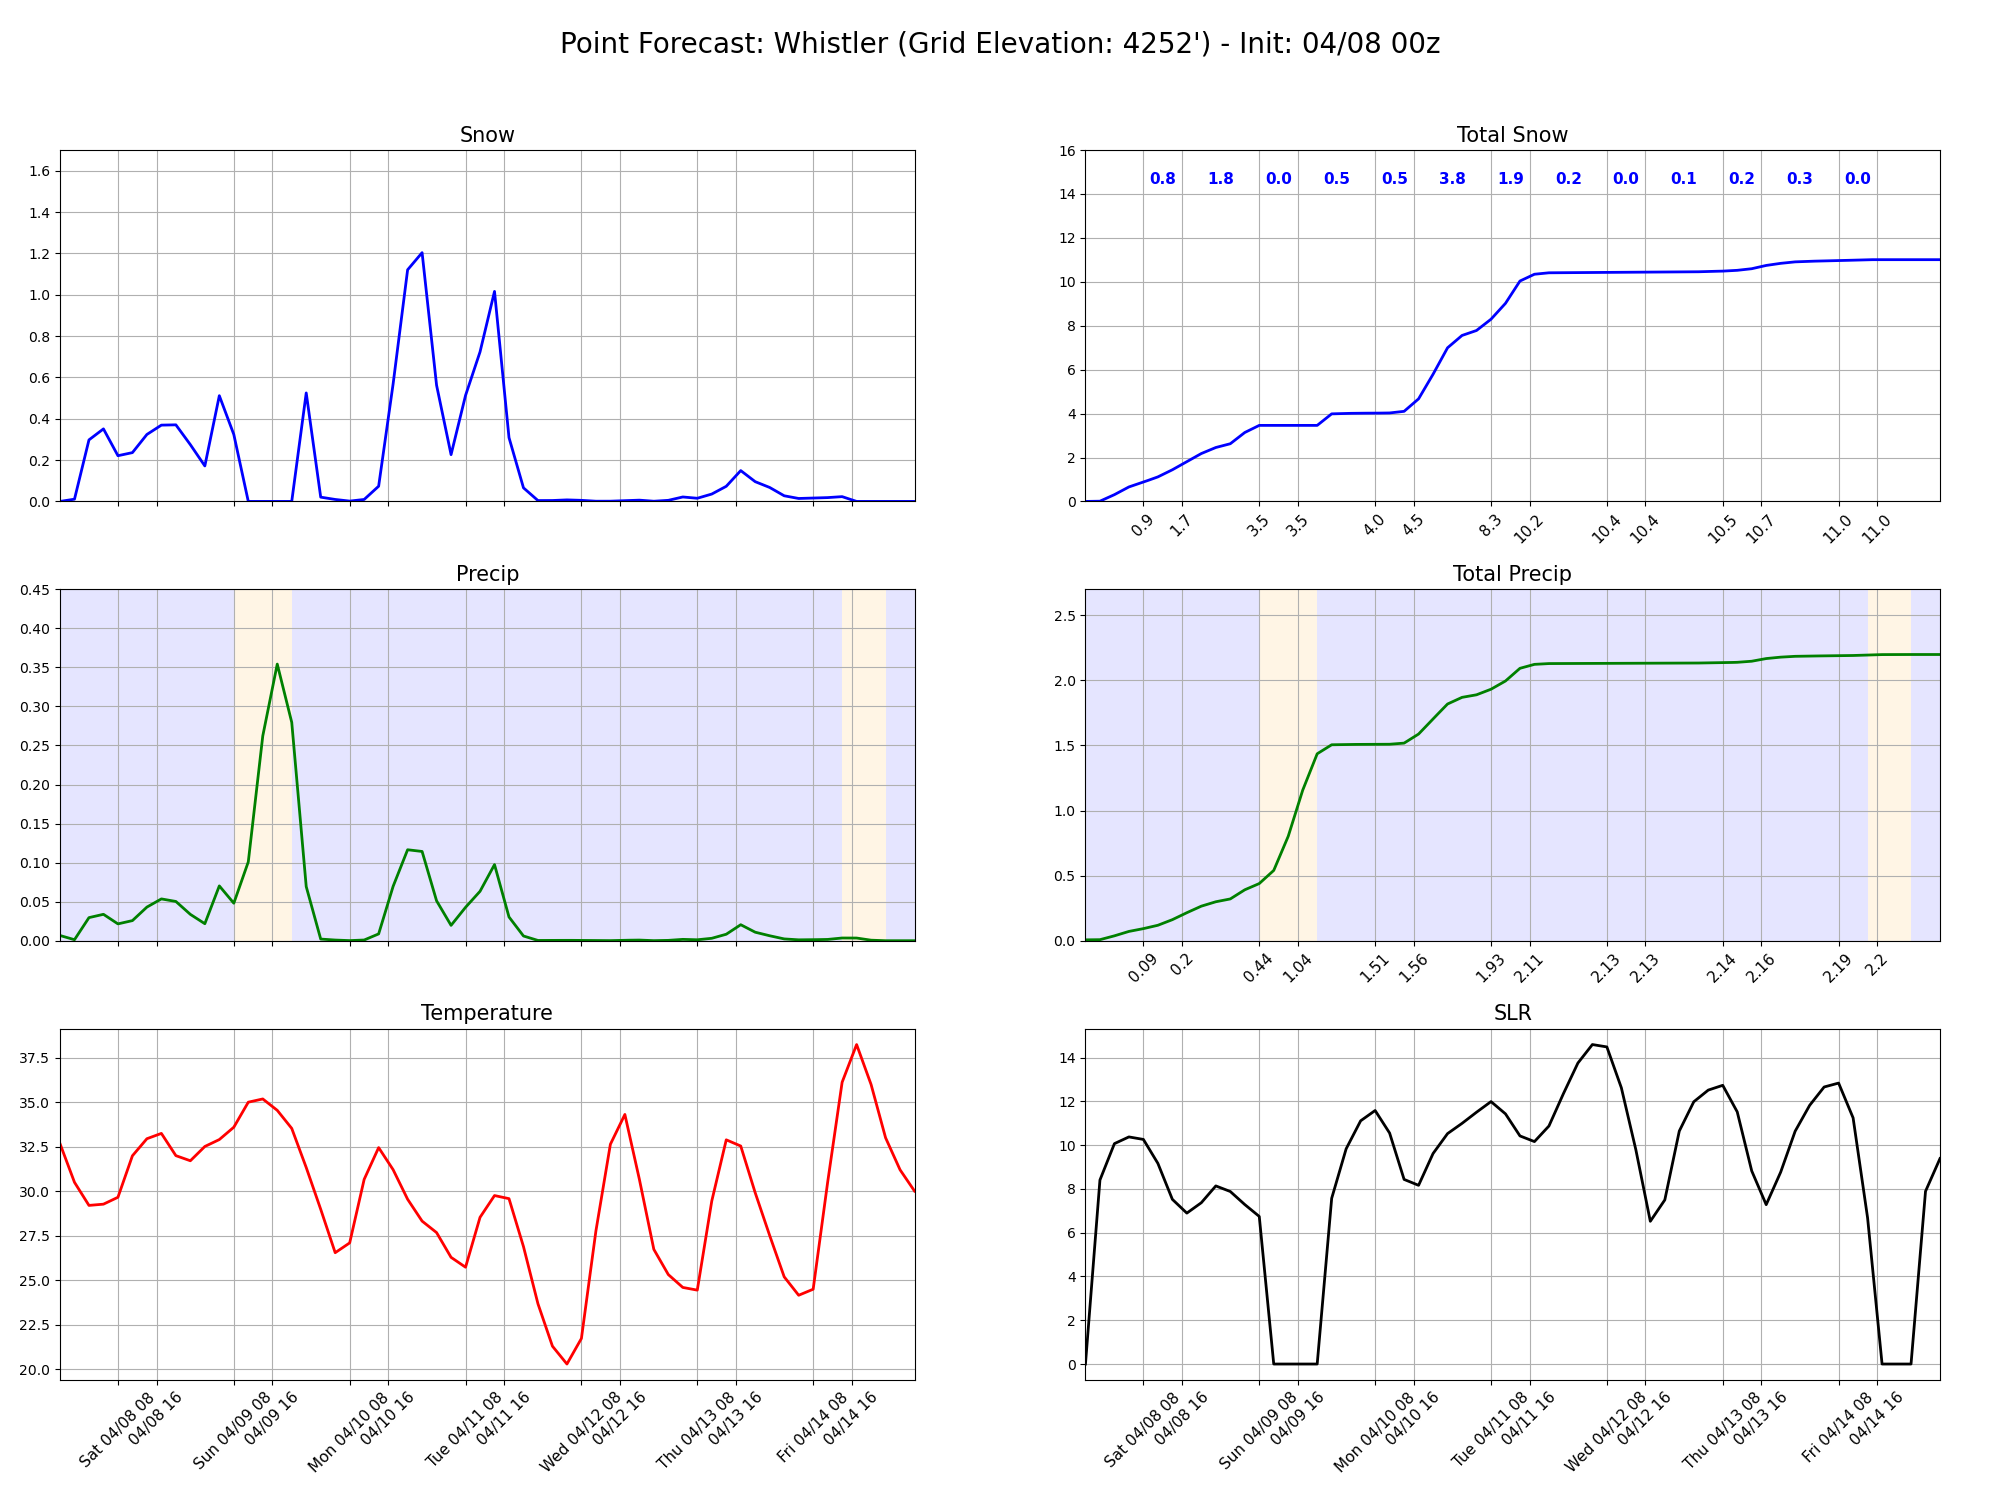 Point Forecast: Whistler (Grid Elevation: 4252') - Init: 04/08 00z
Snow
1.6
1.4
1.2
1.0
0.8
0.6
0.4
0.2
0.0
Total Snow
16
14
12
10
8
6
4
2
0
0.8 1.8 0.0 0.5 0.5 3.8 1.9 0.2 0.0 0.1 0.2 0.3 0.0
0.9 1.7 3.5 3.5 4.0 4.5 8.3 10.2 10.4 10.4 10.5 10.7 11.0 11.0
Precip
0.45
0.40
0.35
0.30
0.25
0.20
0.15
0.10
0.05
0.00
Total Precip
2.5
2.0
1.5
1.0
0.5
0.0
0.09 0.2 0.44 1.04 1.51 1.56 1.93 2.11 2.13 2.13 2.14 2.16 2.19 2.2
Temperature
37.5
35.0
32.5
30.0
27.5
25.0
22.5
20.0
Sat 04/08 08
04/08 16
Sun 04/09 08
04/09 16
Mon 04/10 08
04/10 16
Tue 04/11 08
04/11 16
Wed 04/12 08
04/12 16
Thu 04/13 08
04/13 16
Fri 04/14 08
04/14 16
SLR
14
12
10
8
6
4
2
0
Sat 04/08 08
04/08 16
Sun 04/09 08
04/09 16
Mon 04/10 08
04/10 16
Tue 04/11 08
04/11 16
Wed 04/12 08
04/12 16
Thu 04/13 08
04/13 16
Fri 04/14 08
04/14 16